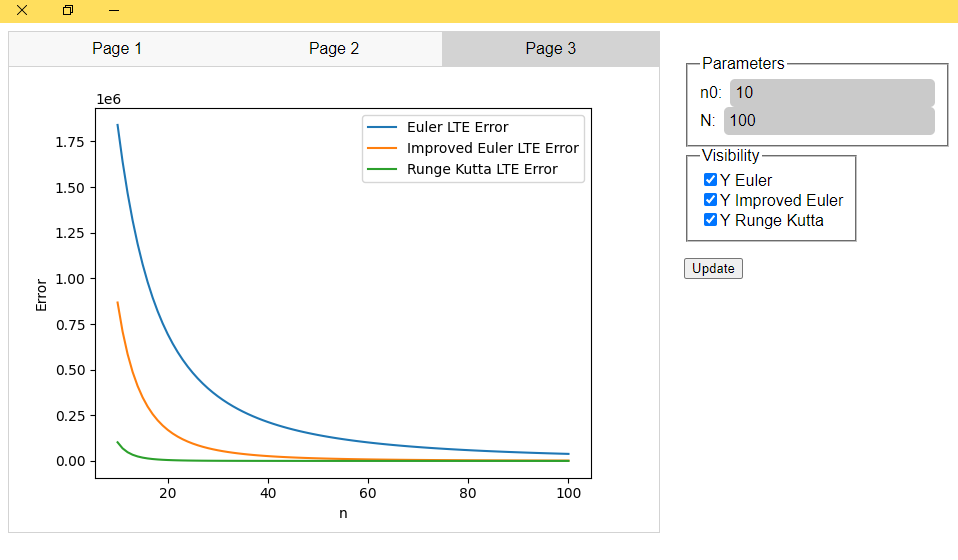 Page 1
Page 2
Page 3
1e6
Euler LTE Error
Improved Euler LTE Error
Runge Kutta LTE Error
1.75
1.50
1.25
1.00
0.75
0.50
0.25
0.00
Error
20
40
60
80
100
n
Parameters
n0: 10
N: 100
Visibility
Y Euler
Y Improved Euler
Y Runge Kutta
Update